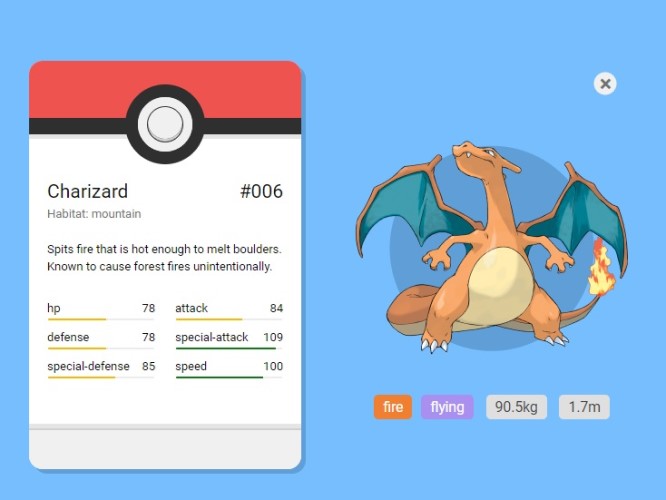 Charizard #006
Habitat: mountain
Spits fire that is hot enough to melt boulders.
Known to cause forest fires unintentionally.
hp 78 attack 84
defense 78 special-attack 109
special-defense 85 speed 100
fire flying 90.5kg 1.7m